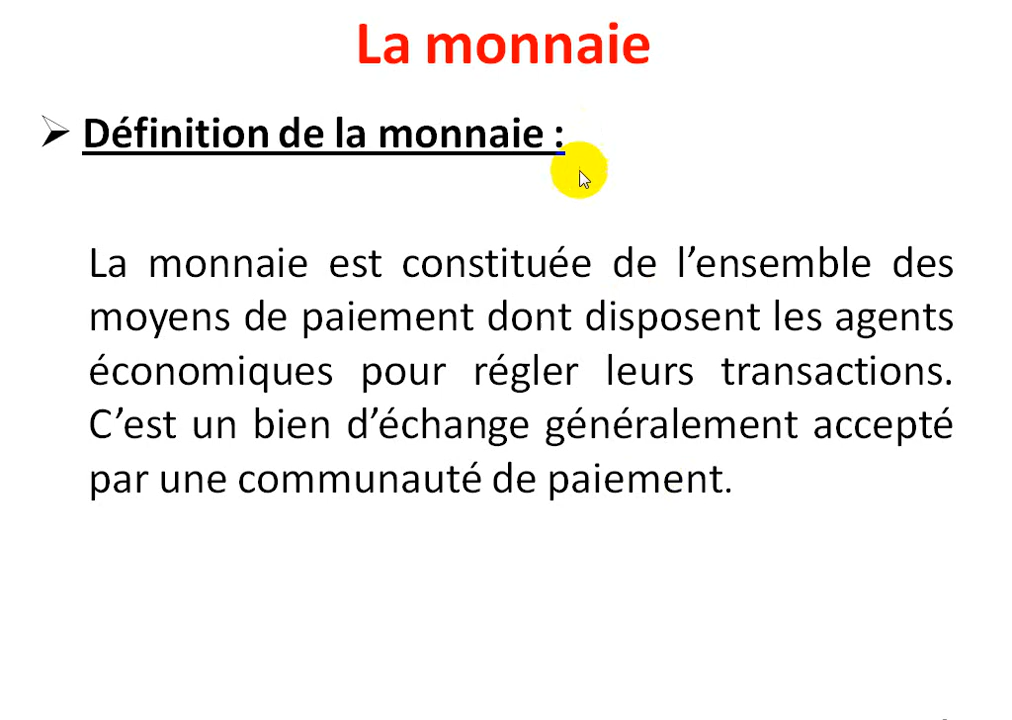 La monnaie
Définition de la monnaie :
La monnaie est constituée de l’ensemble des
moyens de paiement dont disposent les agents
économiques pour régler leurs transactions.
C’est un bien d’échange généralement accepté
par une communauté de paiement.